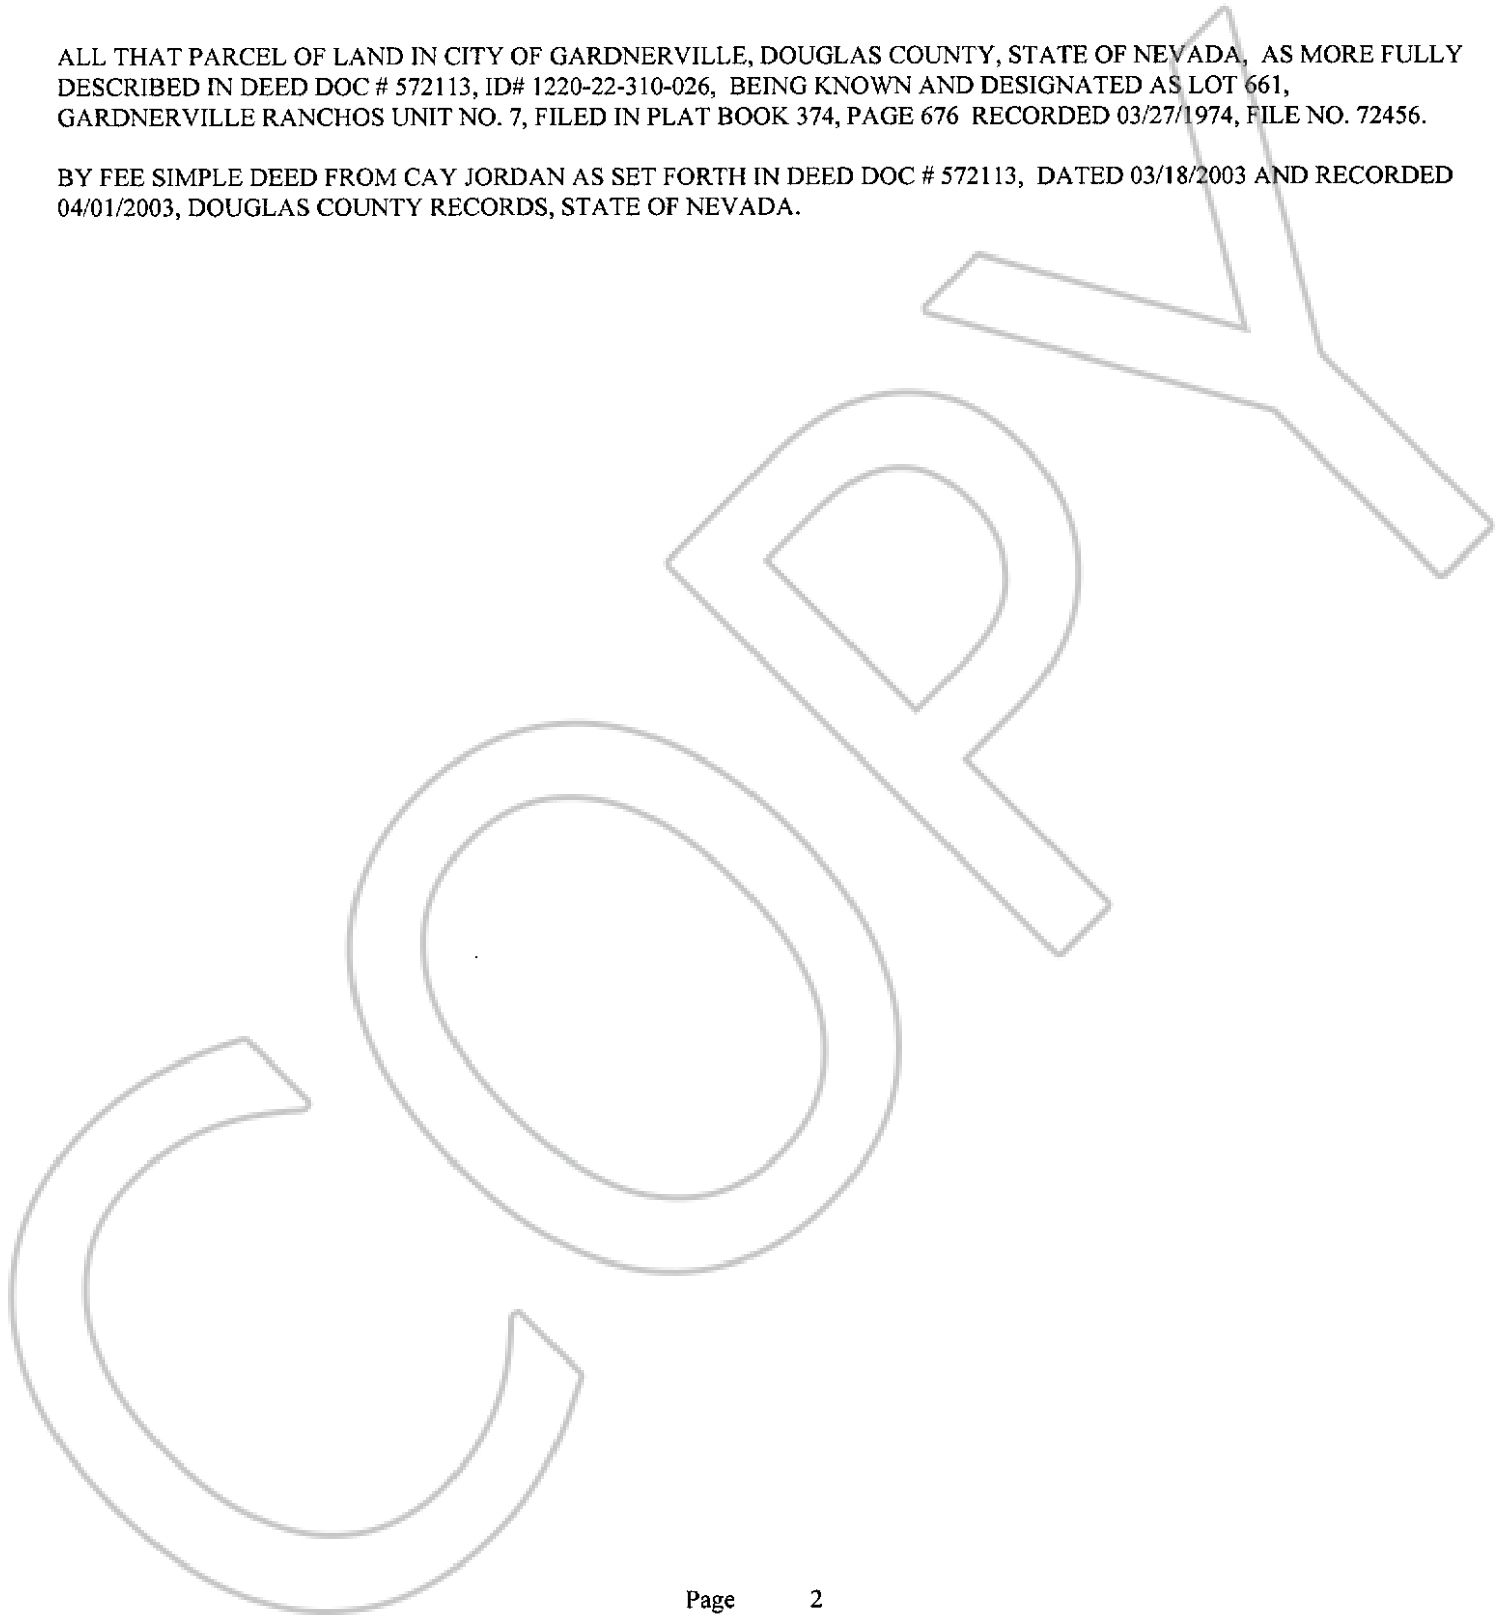 ALL THAT PARCEL OF LAND IN CITY OF GARDNERVILLE, DOUGLAS COUNTY, STATE OF NEVADA, AS MORE FULLY
DESCRIBED IN DEED DOC # 572113, ID# 1220-22-310-026, BEING KNOWN AND DESIGNATED AS LOT 661,
GARDNERVILLE RANCHOS UNIT NO. 7, FILED IN PLAT BOOK 374, PAGE 676 RECORDED 03/27/1974, FILE NO. 72456.
BY FEE SIMPLE DEED FROM CAY JORDAN AS SET FORTH IN DEED DOC # 572113, DATED 03/18/2003 AND RECORDED
04/01/2003, DOUGLAS COUNTY RECORDS, STATE OF NEVADA.
COPY
Page 2